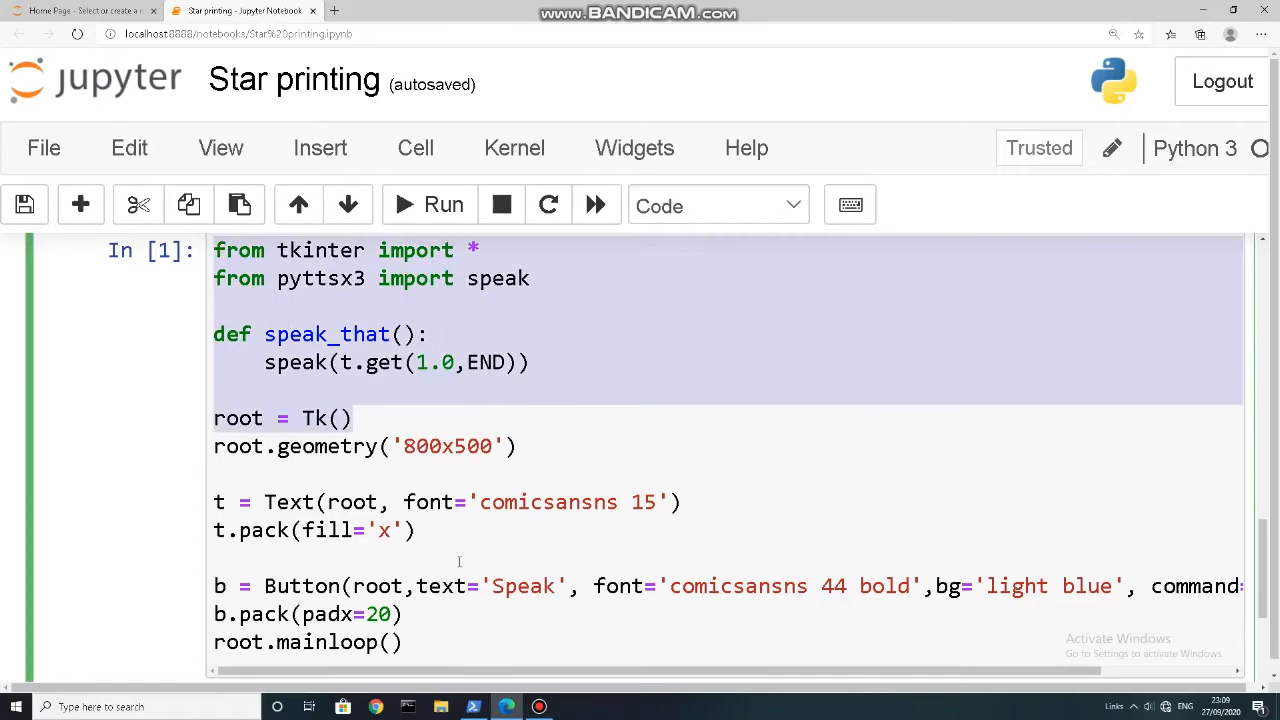 Home Page - Select or create a n
Star printing - Jupyter Notebook
www.BANDICAM.com
localhost:8888/notebooks/Star%20printing.ipynb
jupyter Star printing (autosaved)
Logout
File Edit View Insert Cell Kernel Widgets Help
Trusted
Python 3
Run
Code
In [1]:
from tkinter import *
from pyttsx3 import speak
def speak_that():
speak(t.get(1.0,END))
root = Tk()
root.geometry('800x500')
t = Text(root, font='comicsansns 15')
t.pack(fill='x')
b = Button(root,text='Speak', font='comicsansns 44 bold',bg='light blue', command=
b.pack(padx=20)
root.mainloop()
Activate Windows
Go to Settings to activate Windows.
Type here to search
Links
ENG
23:09
27/09/2020